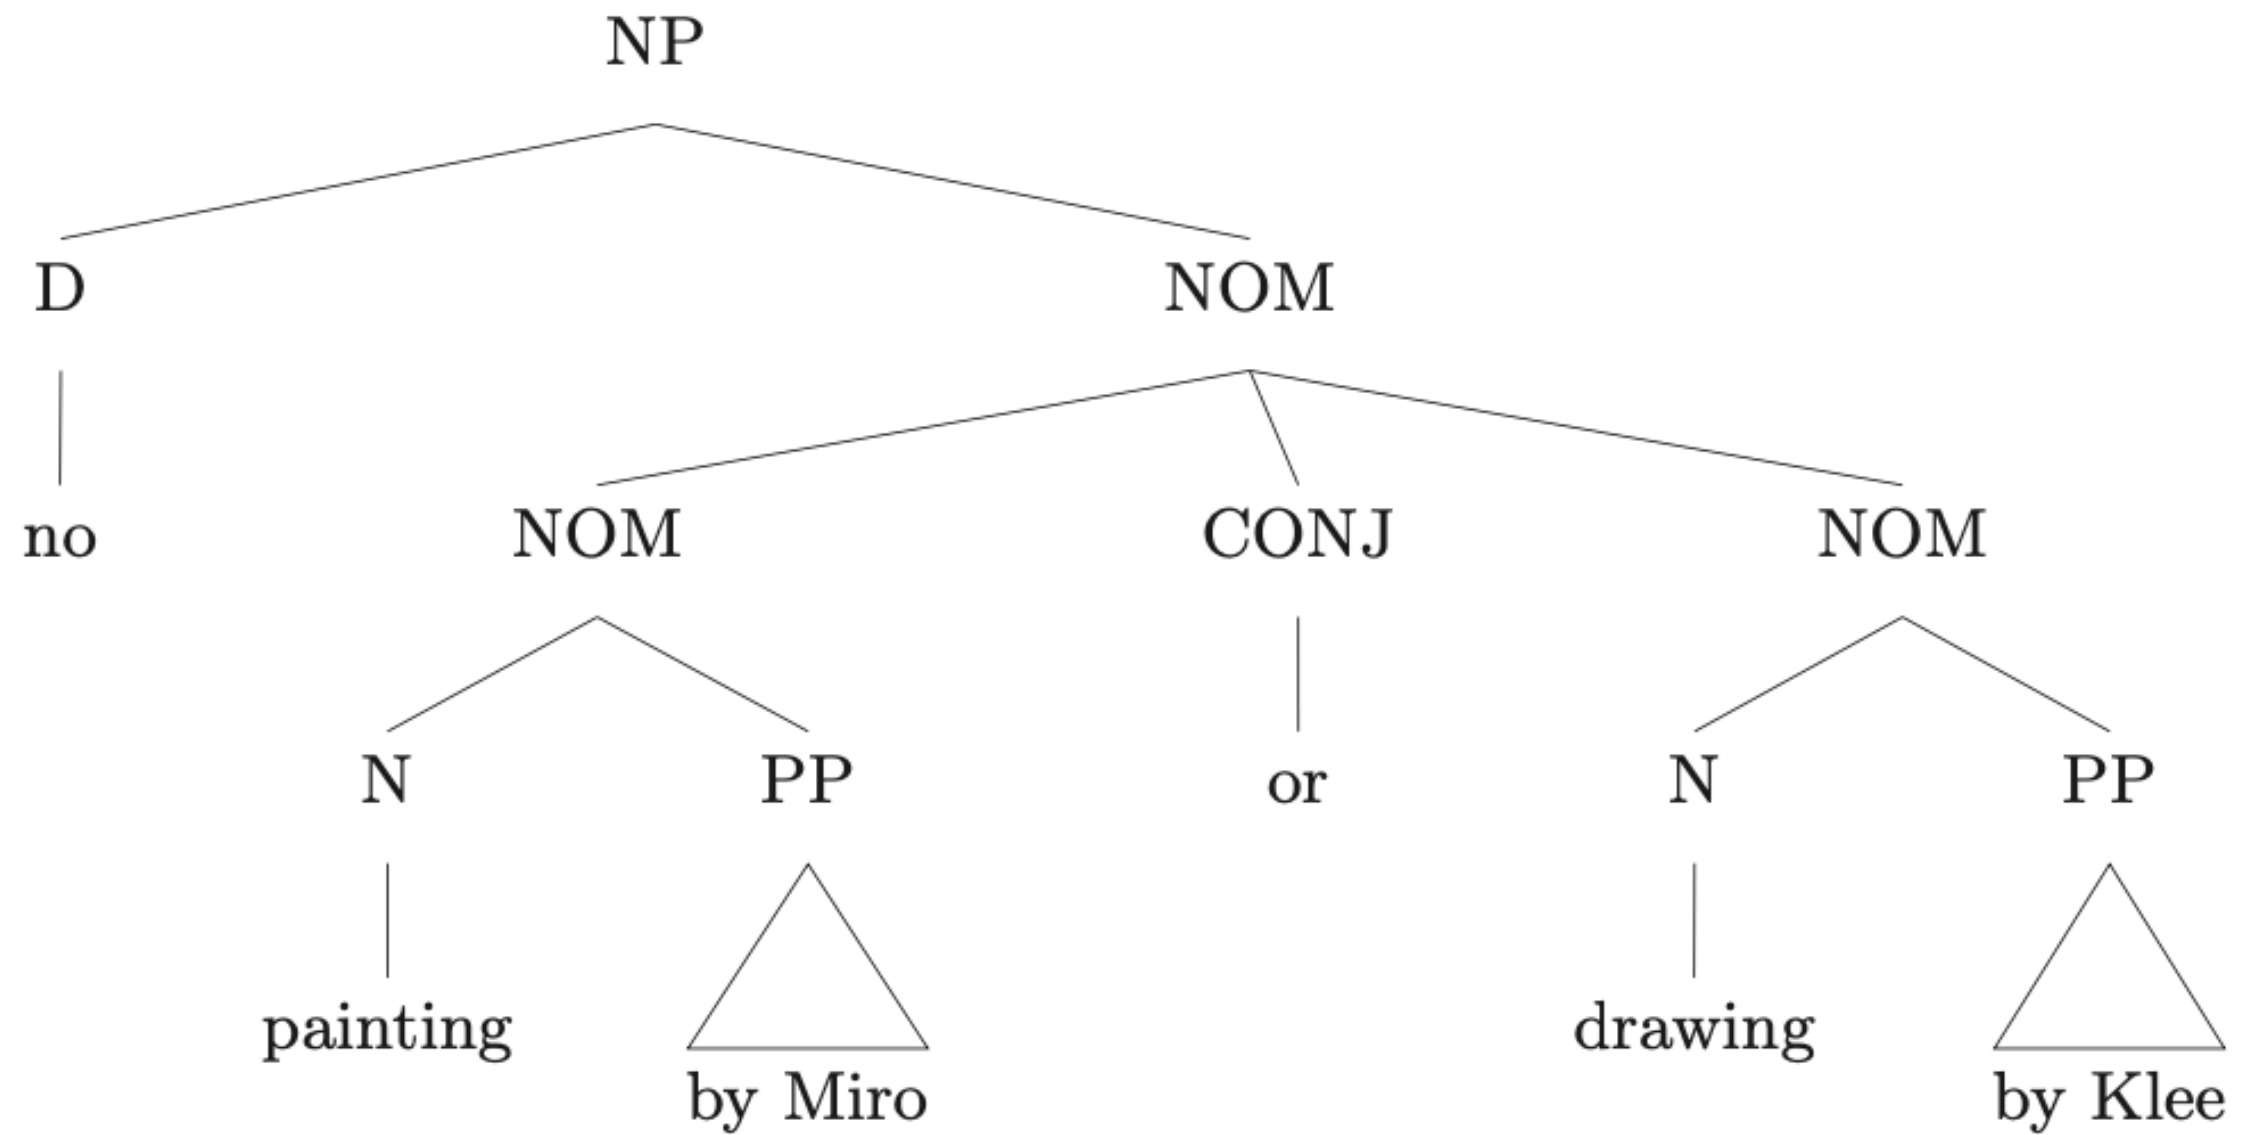 NP
D NOM
no NOM CONJ NOM
N PP or N PP
painting by Miro drawing by Klee